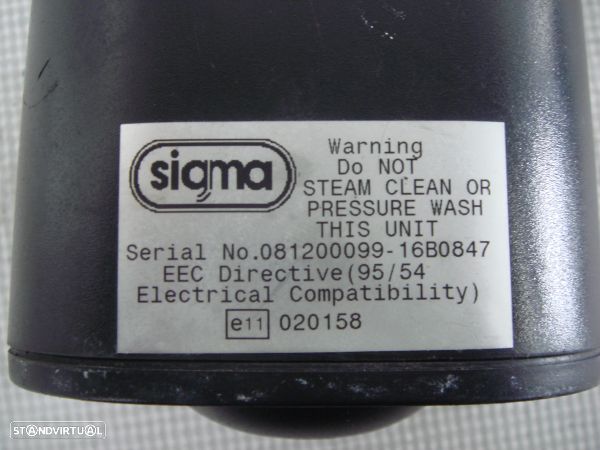 sigma
Warning
Do NOT
STEAM CLEAN OR
PRESSURE WASH
THIS UNIT
Serial No.081200099-16B0847
EEC Directive(95/54
Electrical Compatibility)
e11 020158
STANDVIRTUAL